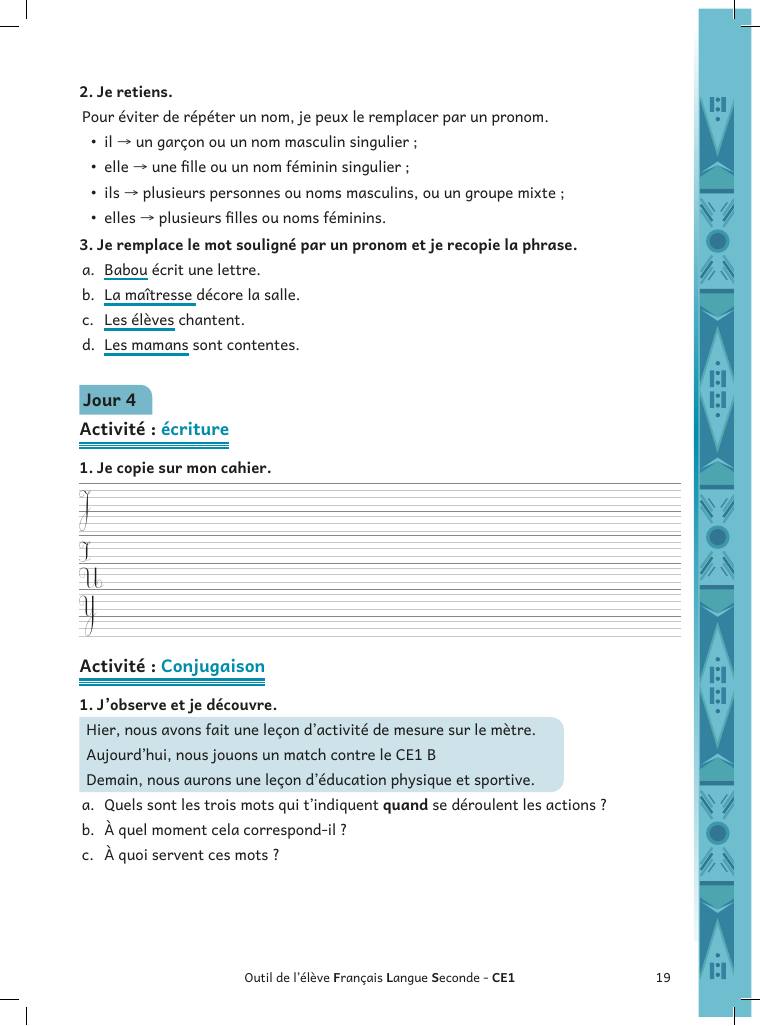 2. Je retiens.
Pour éviter de répéter un nom, je peux le remplacer par un pronom.
• il → un garçon ou un nom masculin singulier ;
• elle → une fille ou un nom féminin singulier ;
• ils → plusieurs personnes ou noms masculins, ou un groupe mixte ;
• elles → plusieurs filles ou noms féminins.
3. Je remplace le mot souligné par un pronom et je recopie la phrase.
a. Babou écrit une lettre.
b. La maîtresse décore la salle.
c. Les élèves chantent.
d. Les mamans sont contentes.
Jour 4
Activité : écriture
1. Je copie sur mon cahier.
Activité : Conjugaison
1. J’observe et je découvre.
Hier, nous avons fait une leçon d’activité de mesure sur le mètre.
Aujourd’hui, nous jouons un match contre le CE1 B
Demain, nous aurons une leçon d’éducation physique et sportive.
a. Quels sont les trois mots qui t’indiquent quand se déroulent les actions ?
b. À quel moment cela correspond-il ?
c. À quoi servent ces mots ?
Outil de l’élève Français Langue Seconde - CE1
19